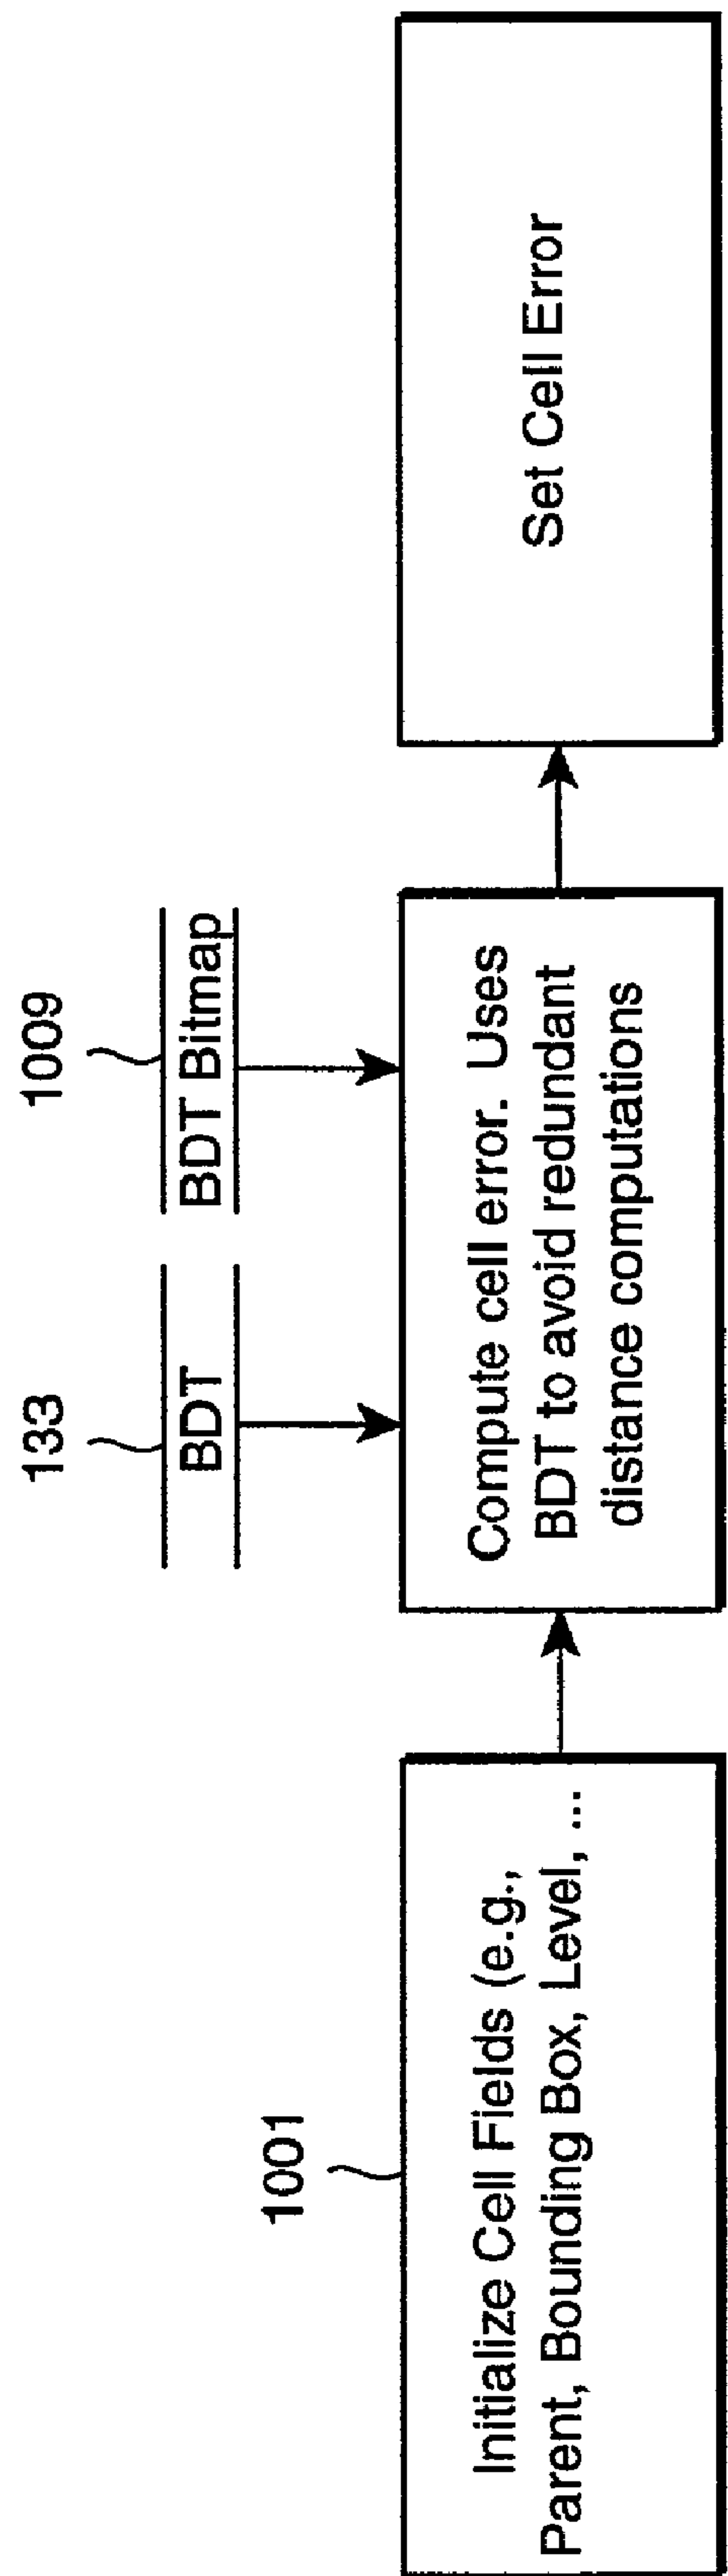 133
1009
BDT
BDT Bitmap
1001
Initialize Cell Fields (e.g.,
Parent, Bounding Box, Level, ...
Compute cell error. Uses
BDT to avoid redundant
distance computations
Set Cell Error